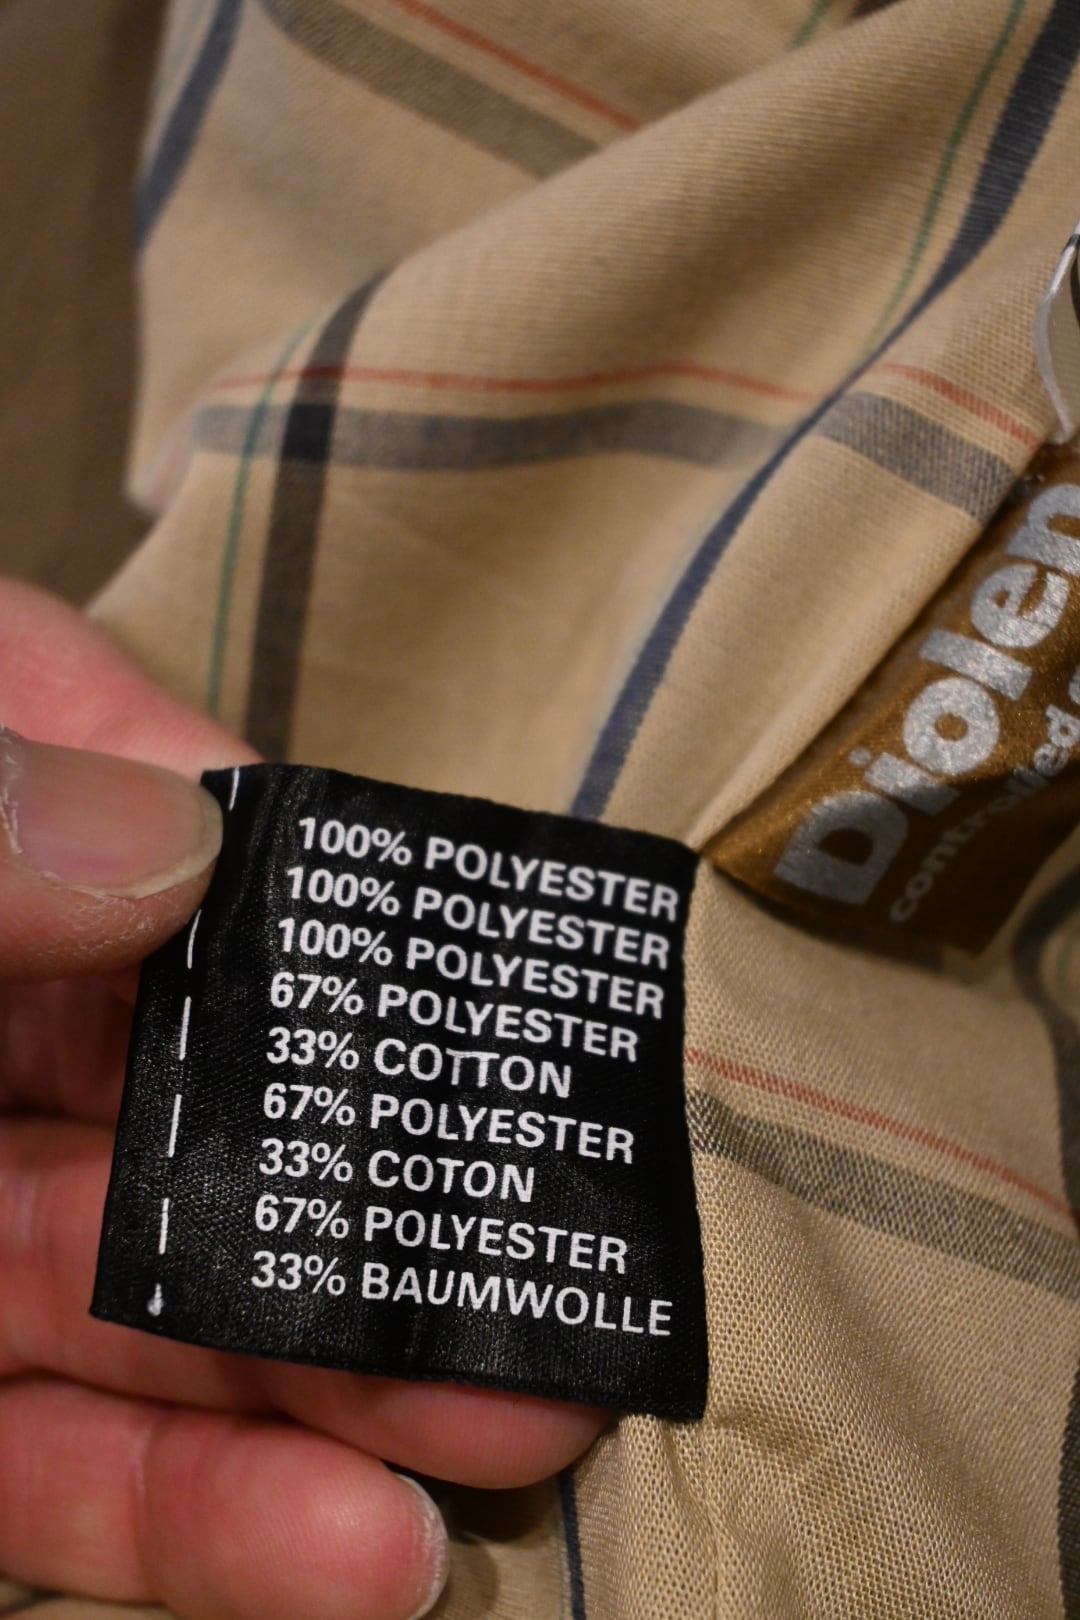 100% POLYESTER
100% POLYESTER
100% POLYESTER
67% POLYESTER
33% COTTON
67% POLYESTER
33% COTON
67% POLYESTER
33% BAUMWOLLE
Diolen
controlled